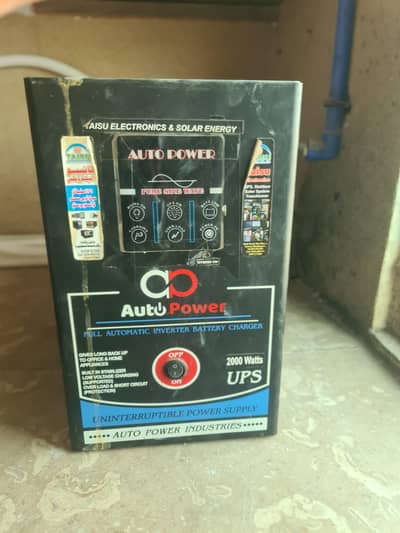 TAISU ELECTRONICS & SOLAR ENERGY
TAISU
AUTO POWER
PURE SINE WAVE
Auto Power
FULL AUTOMATIC INVERTER BATTERY CHARGER
GIVES LONG BACK UP
TO OFFICE & HOME
APPLIANCES
BUILT IN STABILIZER
LOW VOLTAGE CHARGING
(SUPPORTED)
OVER LOAD & SHORT CIRCUIT
(PROTECTION)
OFF
On
2000 Watts
UPS
UNINTERRUPTIBLE POWER SUPPLY
AUTO POWER INDUSTRIES